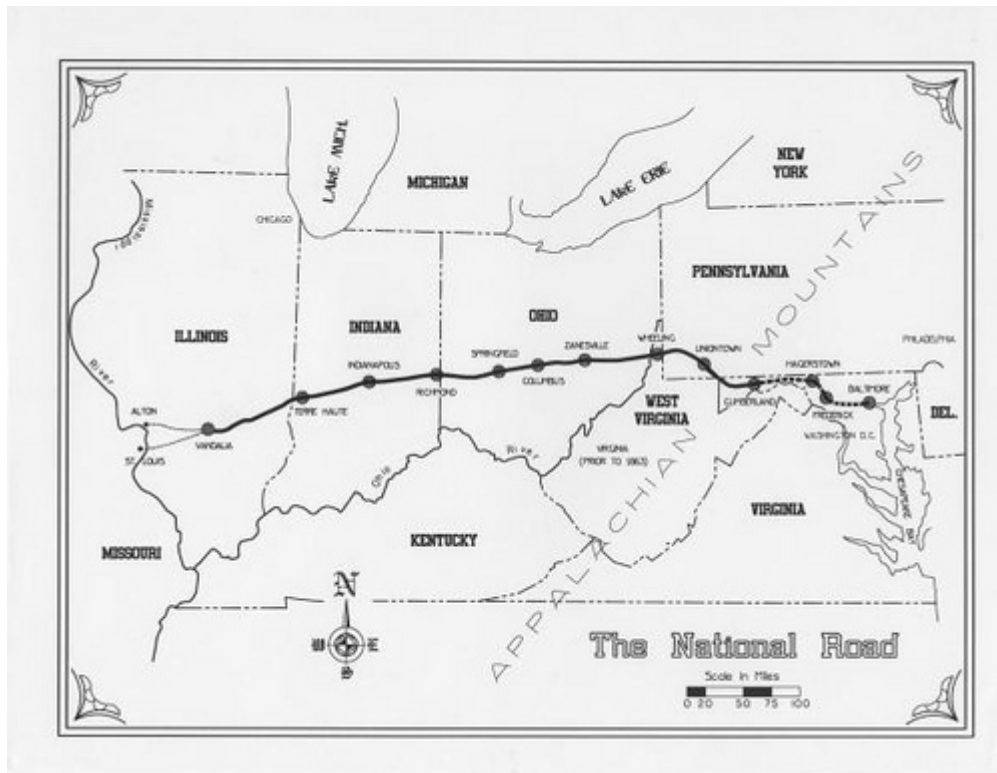 LAKE MICH.
MICHIGAN
LAKE ERIE
NEW
YORK
Mississippi
River
CHICAGO
PENNSYLVANIA
APPALACHIAN MOUNTAINS
ILLINOIS
INDIANA
OHIO
WHEELING
UNIONTOWN
HAGERSTOWN
PHILADELPHIA
INDIANAPOLIS
SPRINGFIELD
ZANESVILLE
RICHMOND
COLUMBUS
CUMBERLAND
BALTIMORE
FREDERICK
ALTON
TERRE HAUTE
WEST
VIRGINIA
DEL.
VANDALIA
ST. LOUIS
WASHINGTON D.C.
VIRGINIA
(PRIOR TO 1863)
Ohio
River
CHESAPEAKE BAY
VIRGINIA
KENTUCKY
MISSOURI
N
W
E
S
The National Road
Scale In Miles
0 20 50 75 100